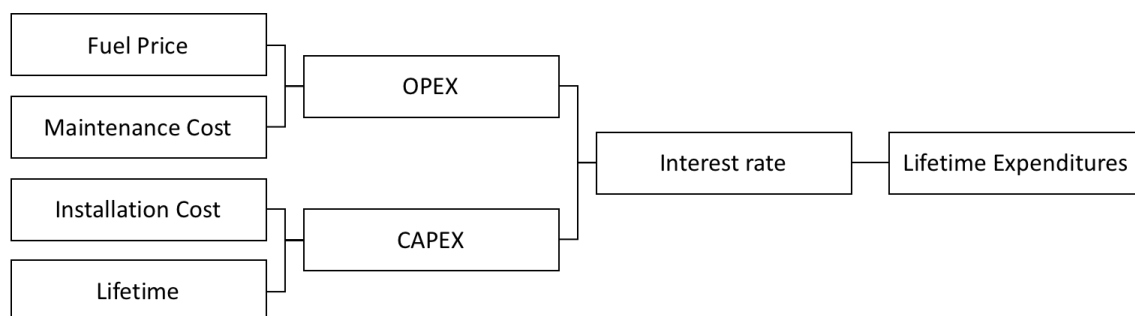 Fuel Price
Maintenance Cost
Installation Cost
Lifetime
OPEX
CAPEX
Interest rate
Lifetime Expenditures